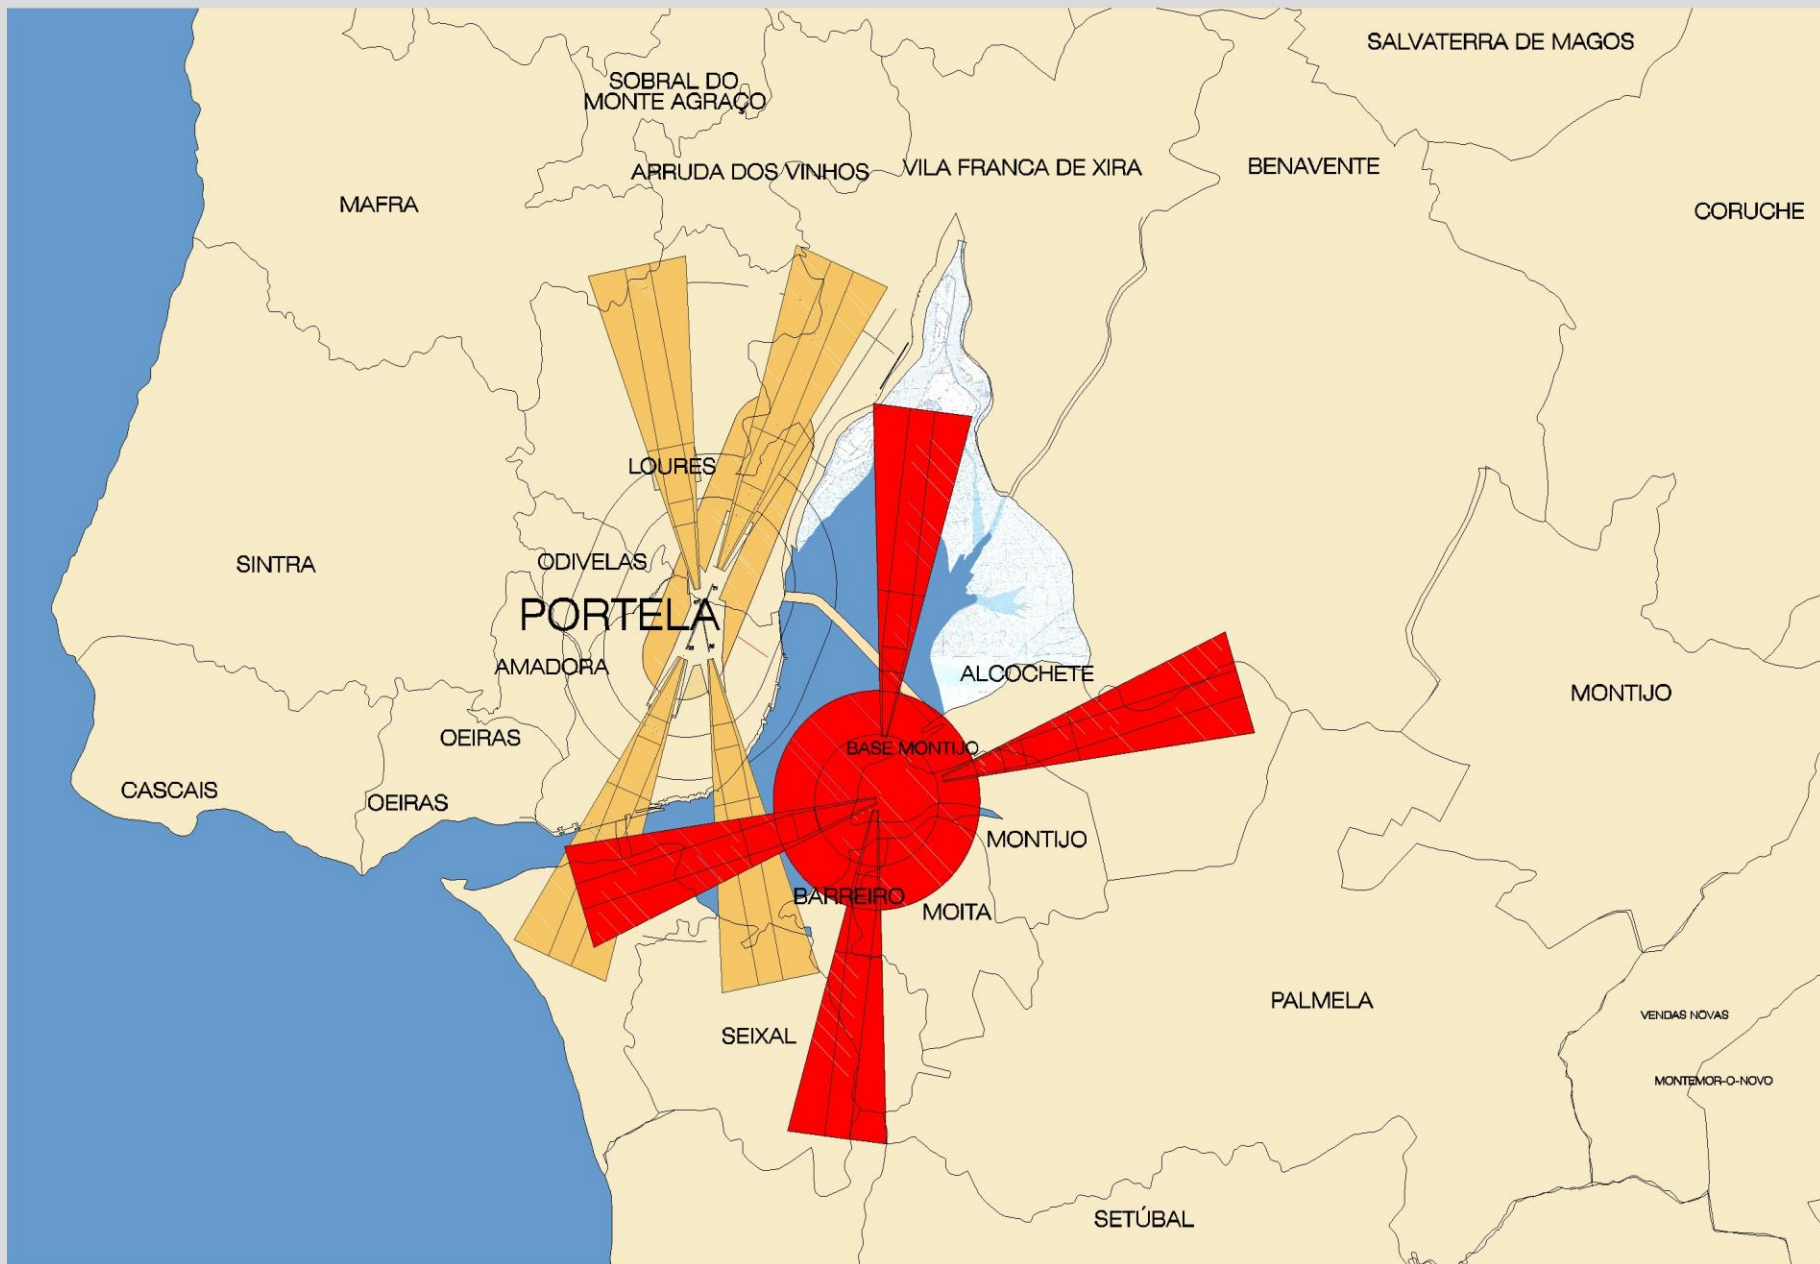 SALVATERRA DE MAGOS
SOBRAL DO
MONTE AGRAÇO
ARRUDA DOS VINHOS
VILA FRANCA DE XIRA
BENAVENTE
MAFRA
CORUCHE
LOURES
SINTRA
ODIVELAS
PORTELA
AMADORA
ALCOCHETE
MONTIJO
OEIRAS
BASE MONTIJO
CASCAIS
OEIRAS
MONTIJO
BARREIRO
MOITA
PALMELA
VENDAS NOVAS
SEIXAL
MONTEMOR-O-NOVO
SETÚBAL